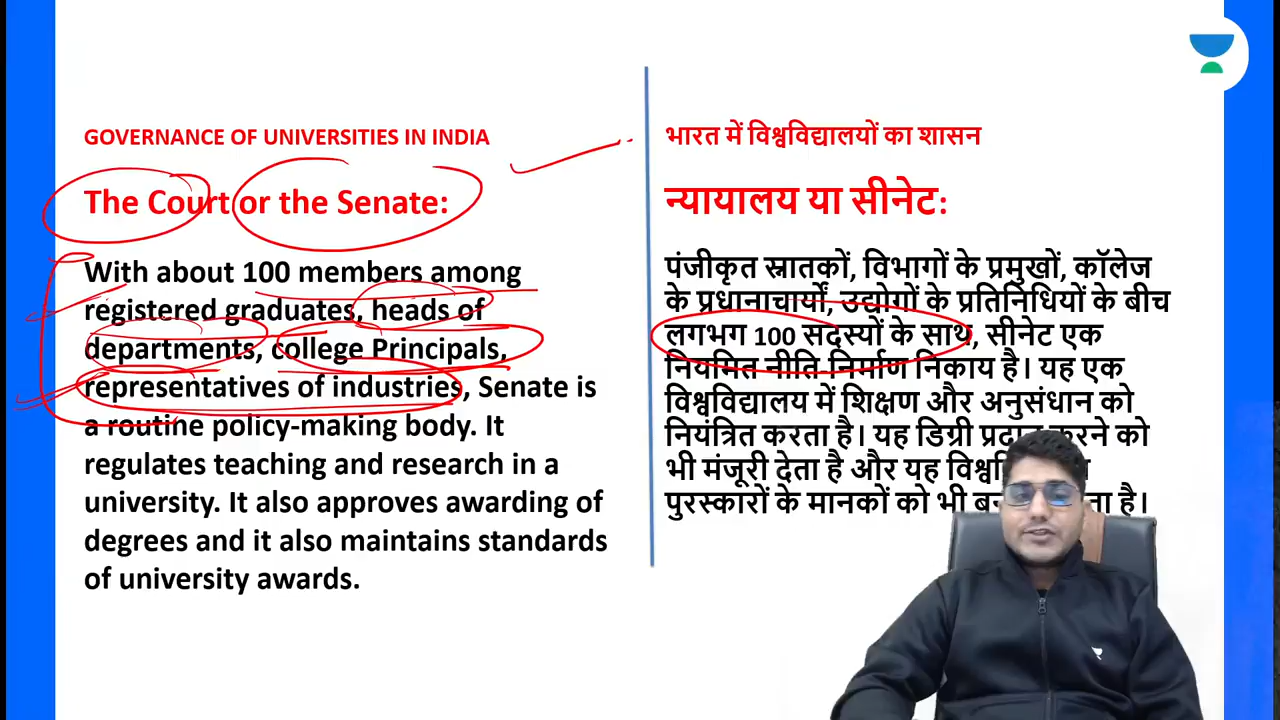 GOVERNANCE OF UNIVERSITIES IN INDIA
The Court or the Senate:
With about 100 members among
registered graduates, heads of
departments, college Principals,
representatives of industries, Senate is
a routine policy-making body. It
regulates teaching and research in a
university. It also approves awarding of
degrees and it also maintains standards
of university awards.
भारत में विश्वविद्यालयों का शासन
न्यायालय या सीनेट:
पंजीकृत स्नातकों, विभागों के प्रमुखों, कॉलेज
के प्रधानाचार्यों, उद्योगों के प्रतिनिधियों के बीच
लगभग 100 सदस्यों के साथ, सीनेट एक
नियमित नीति-निर्माण निकाय है। यह एक
विश्वविद्यालय में शिक्षण और अनुसंधान को
नियंत्रित करता है। यह डिग्री प्रदान करने को
भी मंजूरी देता है और यह
पुरस्कारों के मानकों को भी है।